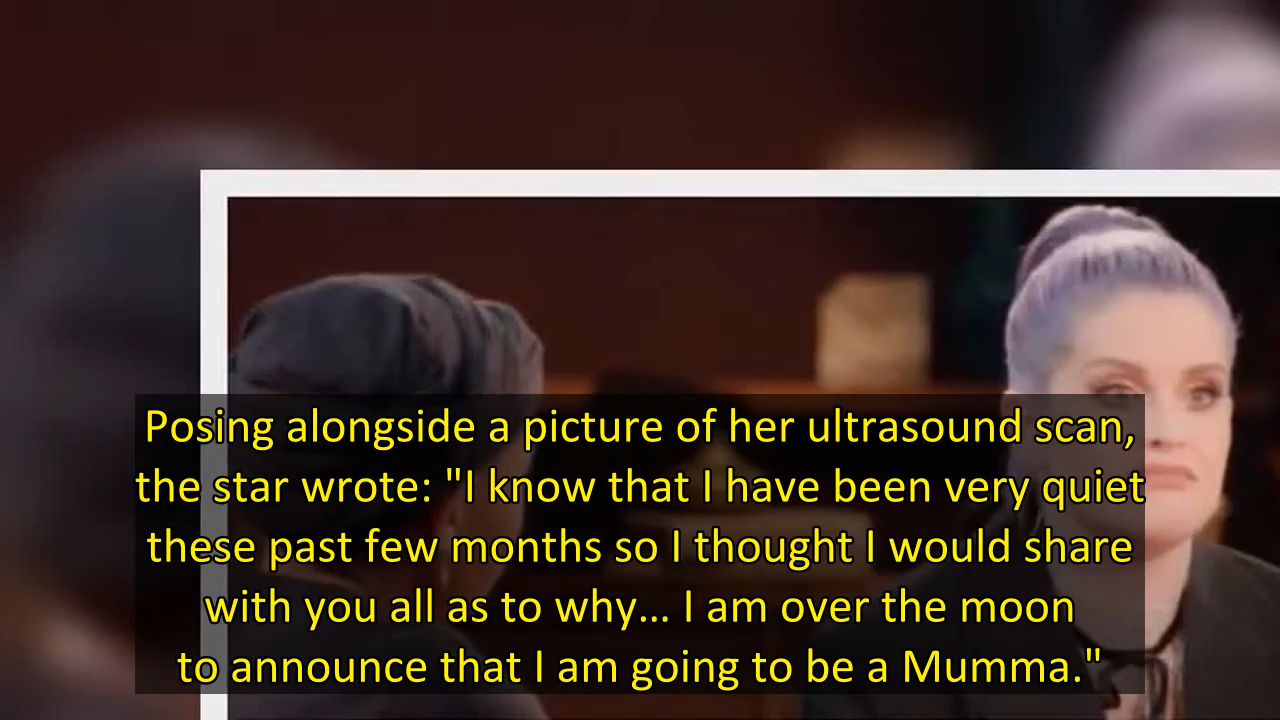 Posing alongside a picture of her ultrasound scan,
the star wrote: "I know that I have been very quiet
these past few months so I thought I would share
with you all as to why... I am over the moon
to announce that I am going to be a Mumma."